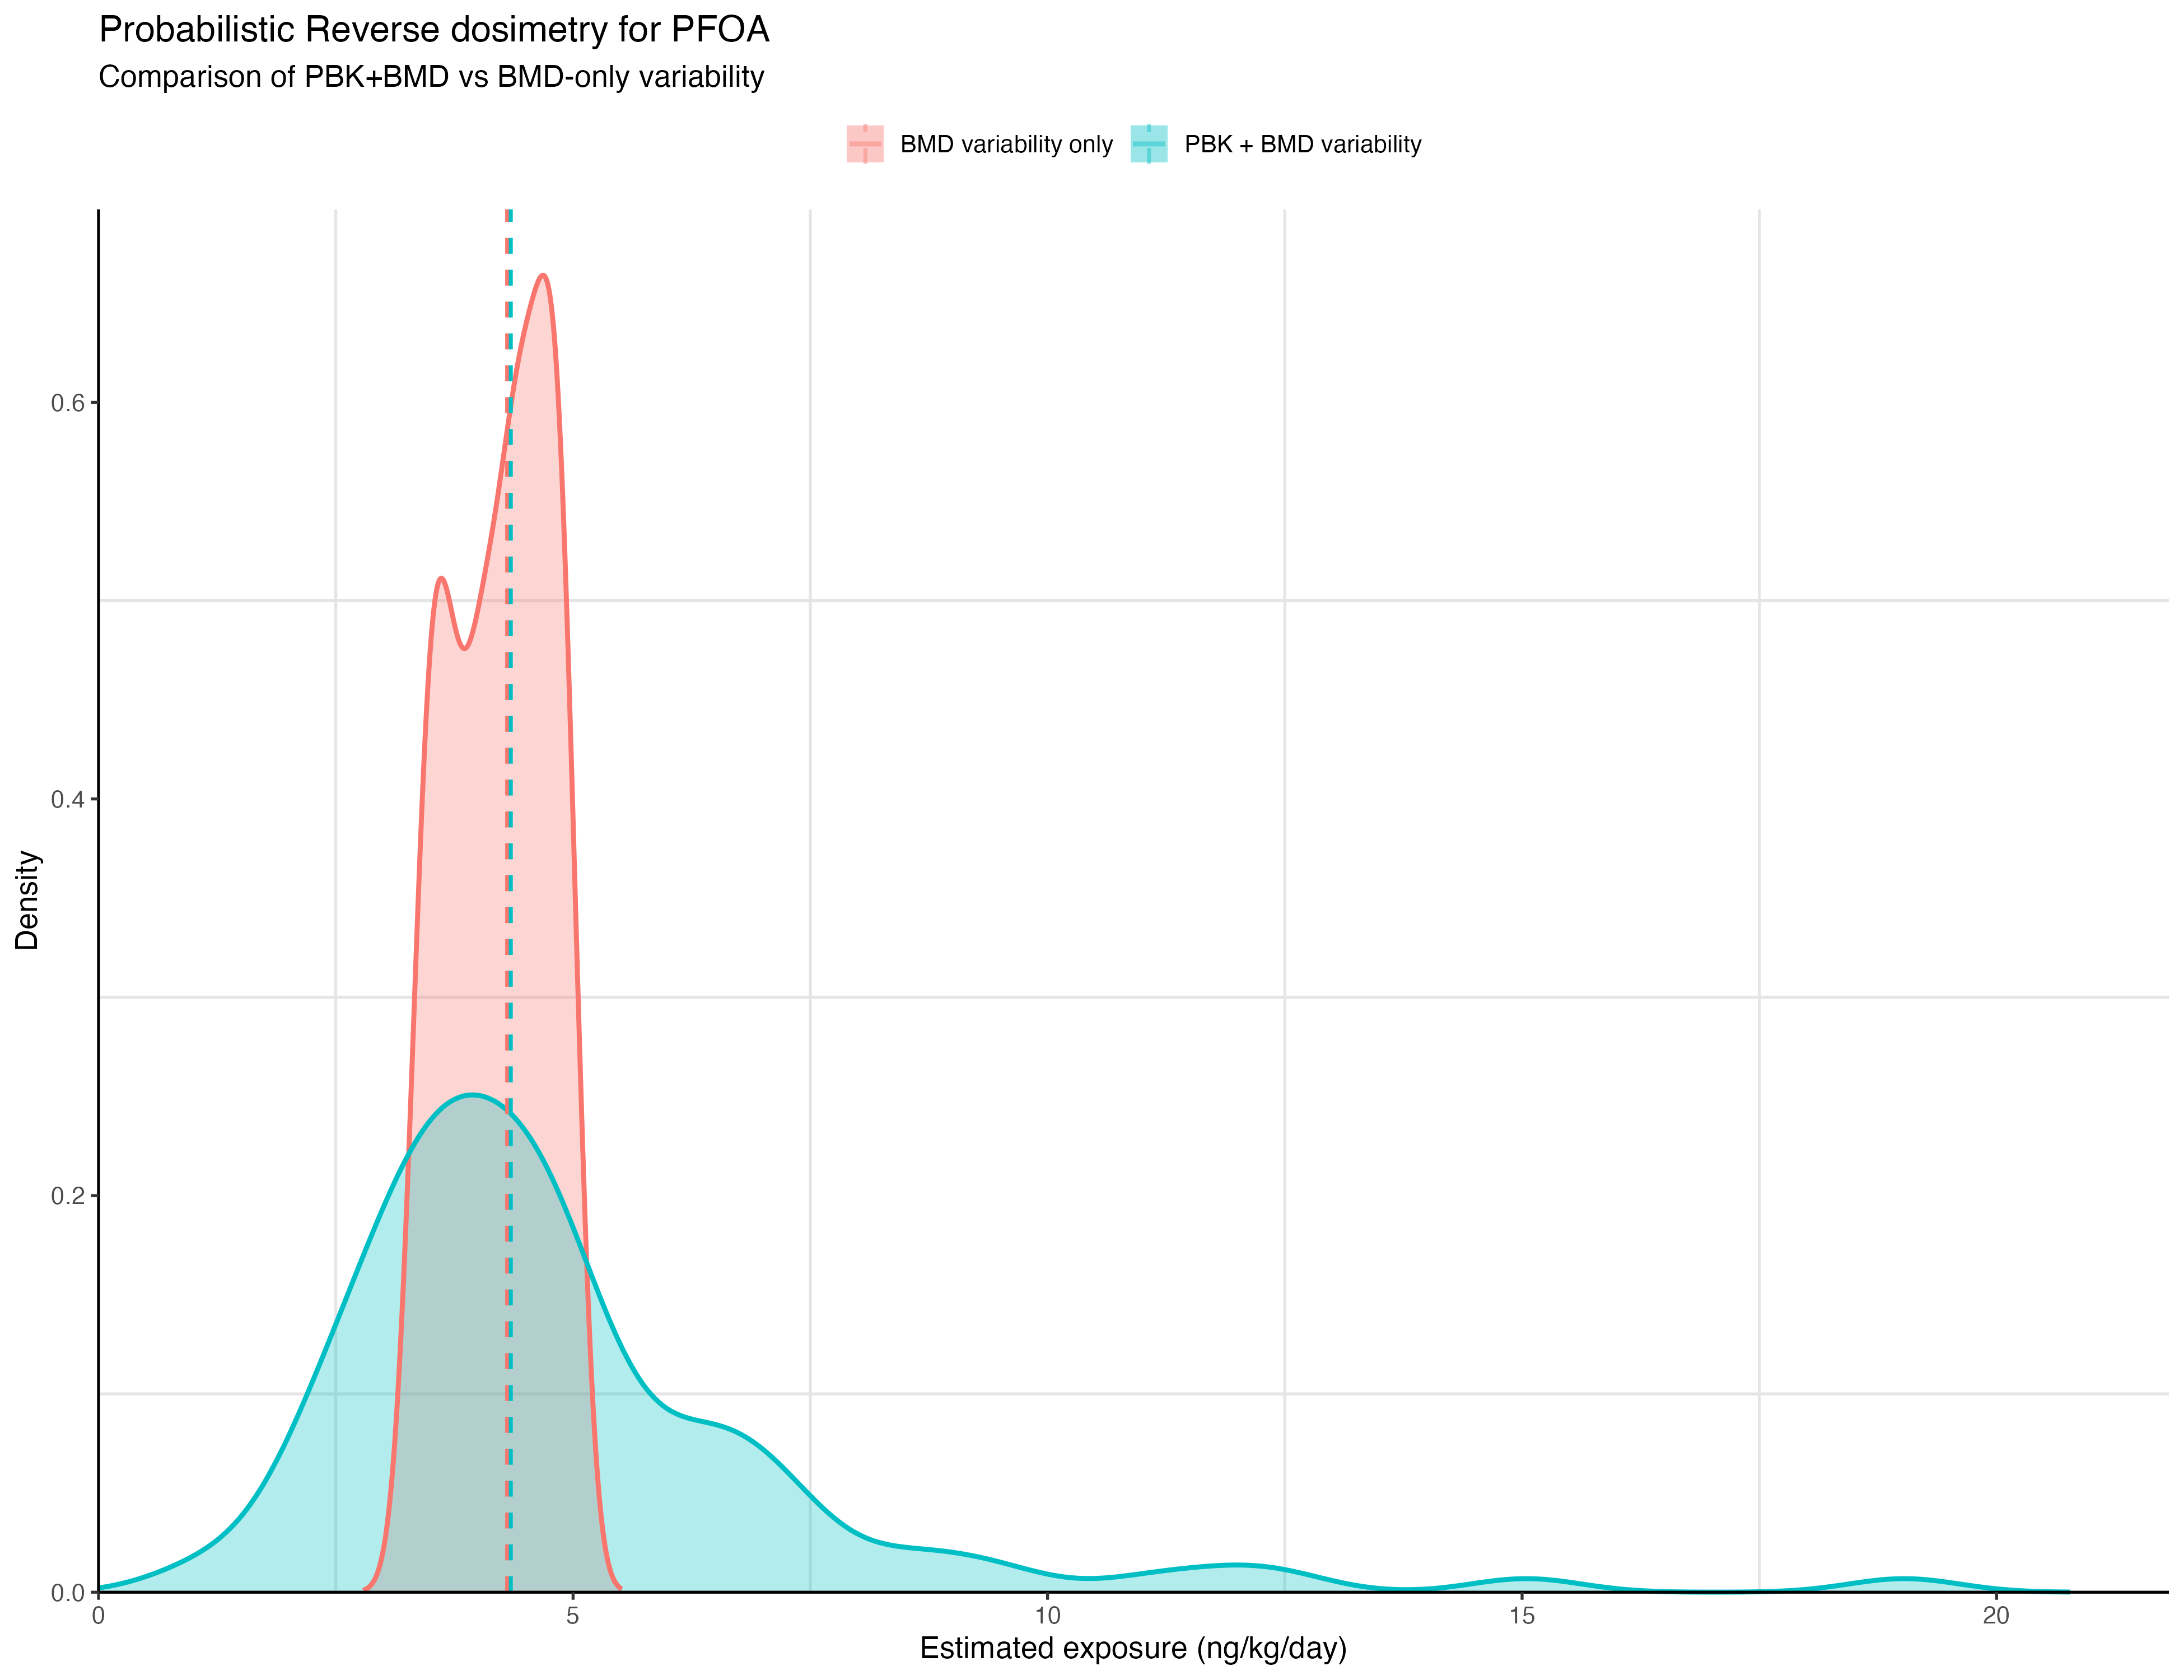 Probabilistic Reverse dosimetry for PFOA
Comparison of PBK+BMD vs BMD-only variability
BMD variability only PBK + BMD variability
0.6
0.4
0.2
0.0
Density
0 5 10 15 20
Estimated exposure (ng/kg/day)